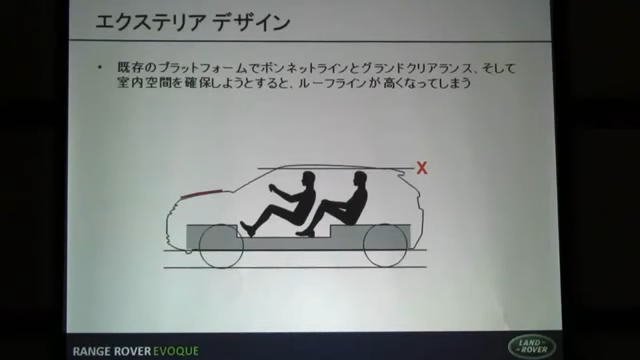 エクステリア デザイン
• 既存のプラットフォームでボンネットラインとグランドクリアランス、そして
室内空間を確保しようとすると、ルーフラインが高くなってしまう
X
RANGE ROVER EVOQUE
LAND-
-ROVER